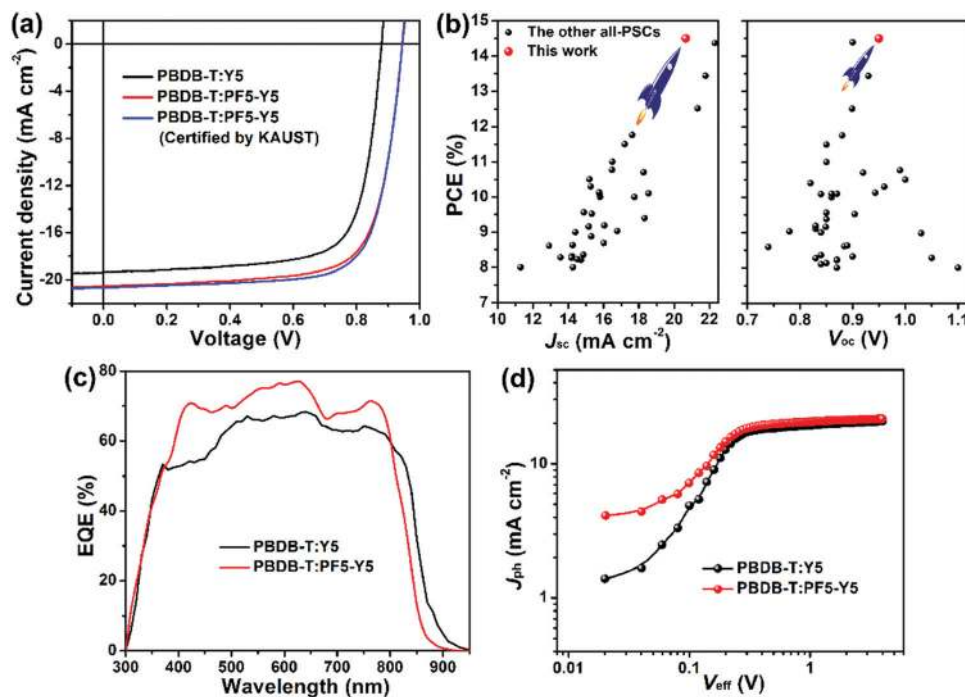 (a)
0
-4
-8
-12
-16
-20
Current density (mA cm⁻²)
PBDB-T:Y5
PBDB-T:PF5-Y5
PBDB-T:PF5-Y5
(Certified by KAUST)
0.0 0.2 0.4 0.6 0.8 1.0
Voltage (V)
(b)
15
14
13
12
11
10
9
8
7
PCE (%)
The other all-PSCs
This work
10 12 14 16 18 20 22
Jsc (mA cm⁻²)
0.7 0.8 0.9 1.0 1.1
Voc (V)
(c)
80
60
40
20
0
EQE (%)
PBDB-T:Y5
PBDB-T:PF5-Y5
300 400 500 600 700 800 900
Wavelength (nm)
(d)
10
1
Jph (mA cm⁻²)
PBDB-T:Y5
PBDB-T:PF5-Y5
0.01 0.1 1
Veff (V)